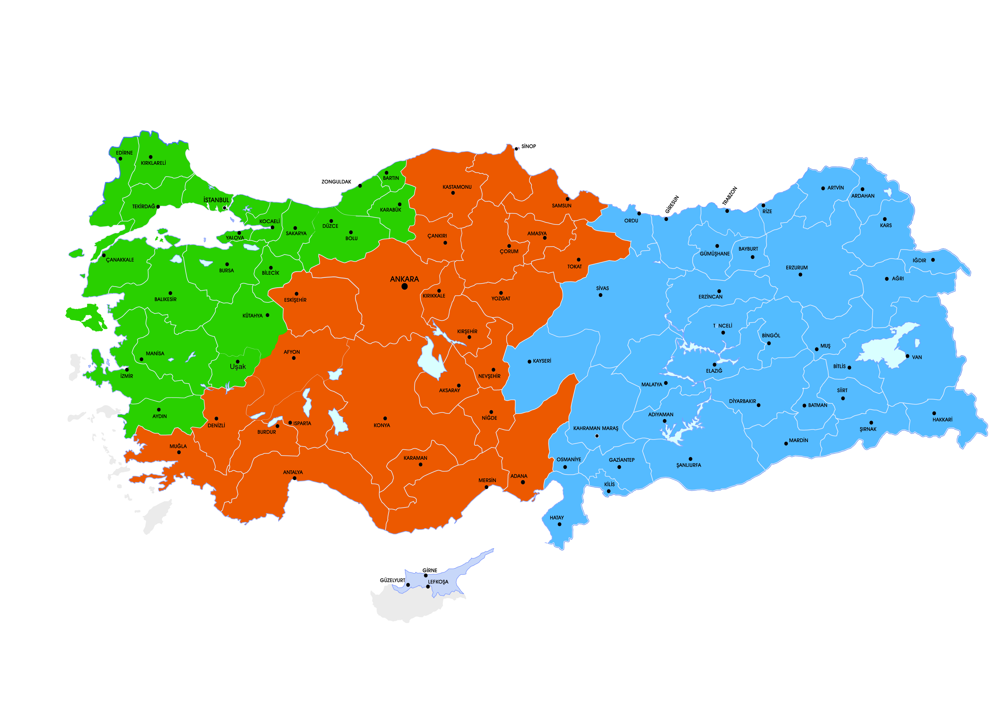 SİNOP
EDİRNE
KIRKLARELİ
BARTIN
ZONGULDAK
KASTAMONU
ARTVİN
ARDAHAN
TRABZON
İSTANBUL
TEKİRDAĞ
SAMSUN
GİRESUN
KARABÜK
RİZE
ORDU
KOCAELİ
DÜZCE
KARS
SAKARYA
AMASYA
YALOVA
BOLU
ÇANKIRI
ÇORUM
GÜMÜŞHANE
BAYBURT
ÇANAKKALE
IĞDIR
TOKAT
BURSA
BİLECİK
ERZURUM
ANKARA
AĞRI
SİVAS
BALIKESİR
ESKİŞEHİR
KIRIKKALE
YOZGAT
ERZİNCAN
KÜTAHYA
TUNCELİ
KIRŞEHİR
BİNGÖL
MUŞ
MANİSA
AFYON
VAN
KAYSERİ
Uşak
BİTLİS
İZMİR
NEVŞEHİR
ELAZIĞ
MALATYA
AKSARAY
SİİRT
DİYARBAKIR
BATMAN
AYDIN
ADIYAMAN
NİĞDE
HAKKARİ
DENİZLİ
ISPARTA
KONYA
BURDUR
KAHRAMAN MARAŞ
ŞIRNAK
MARDİN
MUĞLA
KARAMAN
OSMANİYE
GAZİANTEP
ŞANLIURFA
ANTALYA
ADANA
MERSİN
KİLİS
HATAY
GİRNE
GÜZELYURT
LEFKOŞA